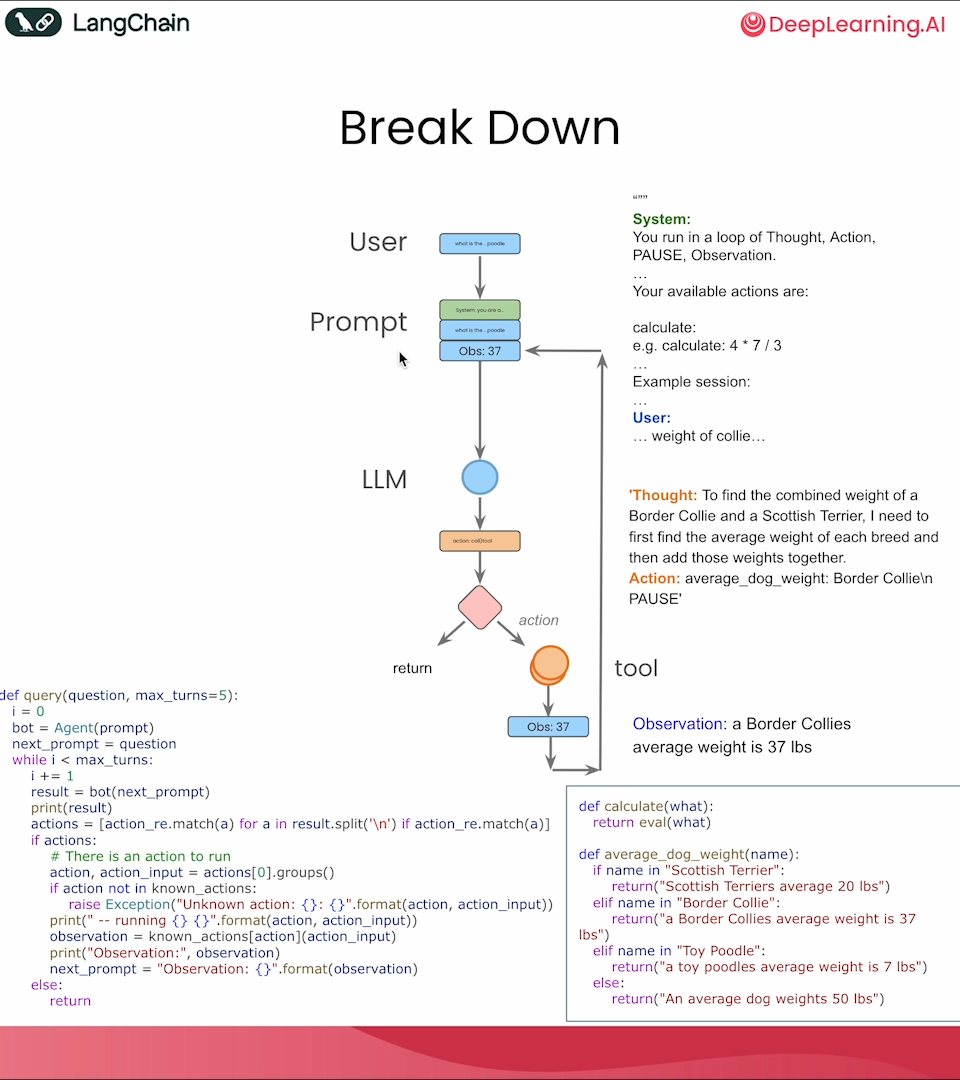 LangChain
DeepLearning.AI
Break Down
User
what is the .. poodle
Prompt
System: you are a...
what is the .. poodle
Obs: 37
LLM
action: call)tool
action
return
tool
Obs: 37
“””
System:
You run in a loop of Thought, Action,
PAUSE, Observation.
…
Your available actions are:
calculate:
e.g. calculate: 4 * 7 / 3
…
Example session:
…
User:
… weight of collie…
'Thought: To find the combined weight of a
Border Collie and a Scottish Terrier, I need to
first find the average weight of each breed and
then add those weights together.
Action: average_dog_weight: Border Collie\n
PAUSE'
Observation: a Border Collies
average weight is 37 lbs
def query(question, max_turns=5):
i = 0
bot = Agent(prompt)
next_prompt = question
while i < max_turns:
i += 1
result = bot(next_prompt)
print(result)
actions = [action_re.match(a) for a in result.split('\n') if action_re.match(a)]
if actions:
# There is an action to run
action, action_input = actions[0].groups()
if action not in known_actions:
raise Exception("Unknown action: {}: {}".format(action, action_input))
print(" -- running {} {}".format(action, action_input))
observation = known_actions[action](action_input)
print("Observation:", observation)
next_prompt = "Observation: {}".format(observation)
else:
return
def calculate(what):
return eval(what)
def average_dog_weight(name):
if name in "Scottish Terrier":
return("Scottish Terriers average 20 lbs")
elif name in "Border Collie":
return("a Border Collies average weight is 37
lbs")
elif name in "Toy Poodle":
return("a toy poodles average weight is 7 lbs")
else:
return("An average dog weights 50 lbs")